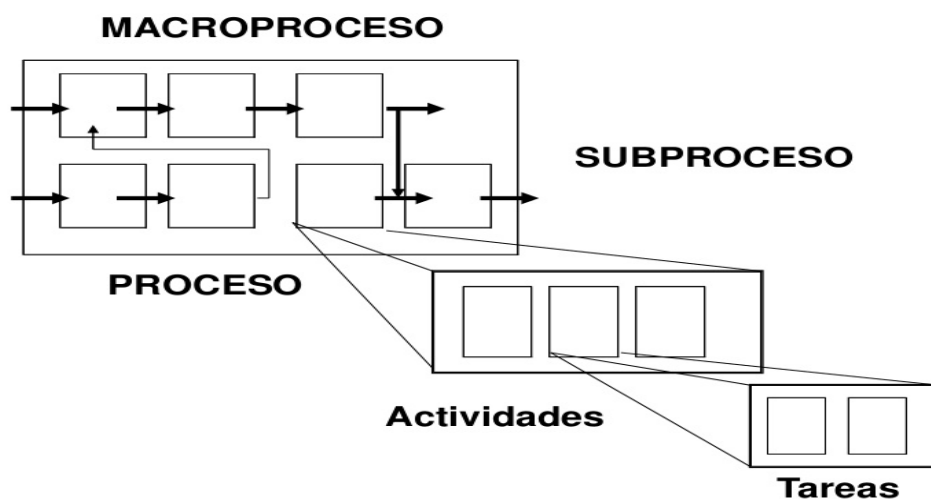 MACROPROCESO
SUBPROCESO
PROCESO
Actividades
Tareas